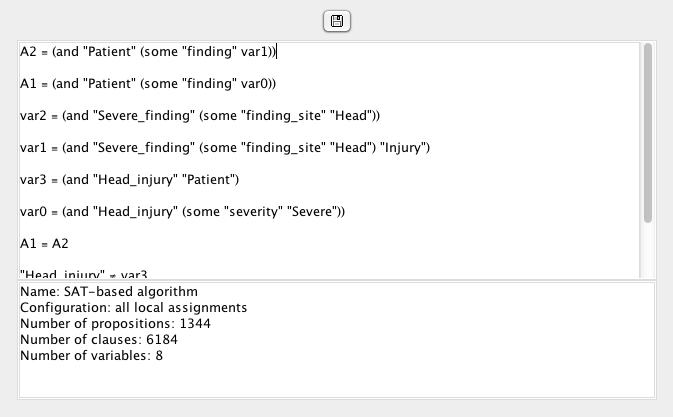 A2 = (and "Patient" (some "finding" var1))
A1 = (and "Patient" (some "finding" var0))
var2 = (and "Severe_finding" (some "finding_site" "Head"))
var1 = (and "Severe_finding" (some "finding_site" "Head") "Injury")
var3 = (and "Head_injury" "Patient")
var0 = (and "Head_injury" (some "severity" "Severe"))
A1 = A2
"Head_injury" ≠ var3
Name: SAT-based algorithm
Configuration: all local assignments
Number of propositions: 1344
Number of clauses: 6184
Number of variables: 8